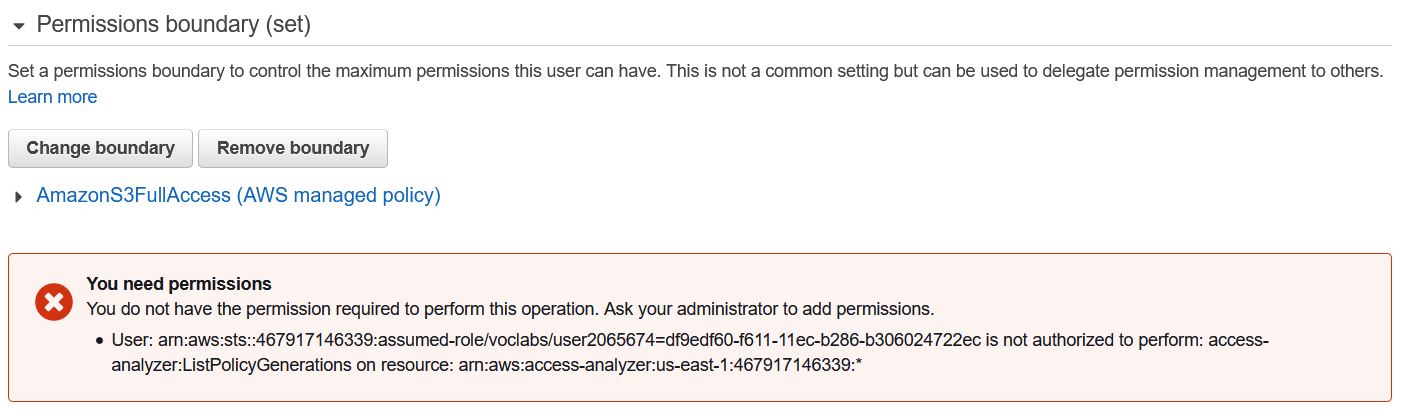 Permissions boundary (set)
Set a permissions boundary to control the maximum permissions this user can have. This is not a common setting but can be used to delegate permission management to others.
Learn more
Change boundary Remove boundary
AmazonS3FullAccess (AWS managed policy)
You need permissions
You do not have the permission required to perform this operation. Ask your administrator to add permissions.
• User: arn:aws:sts::467917146339:assumed-role/voclabs/user2065674=df9edf60-f611-11ec-b286-b306024722ec is not authorized to perform: access-
analyzer:ListPolicyGenerations on resource: arn:aws:access-analyzer:us-east-1:467917146339:*